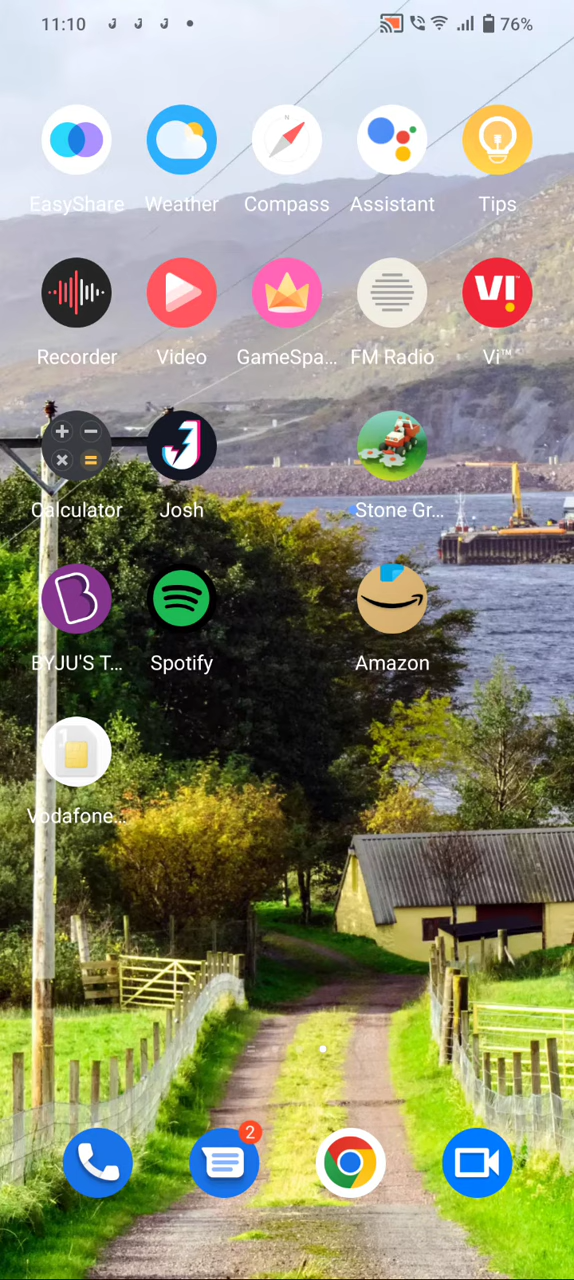 11:10 76%
EasyShare Weather Compass Assistant Tips
Recorder Video GameSpa... FM Radio Vi™
Calculator Josh Stone Gr...
BYJU'S T... Spotify Amazon
Vodafone...
2